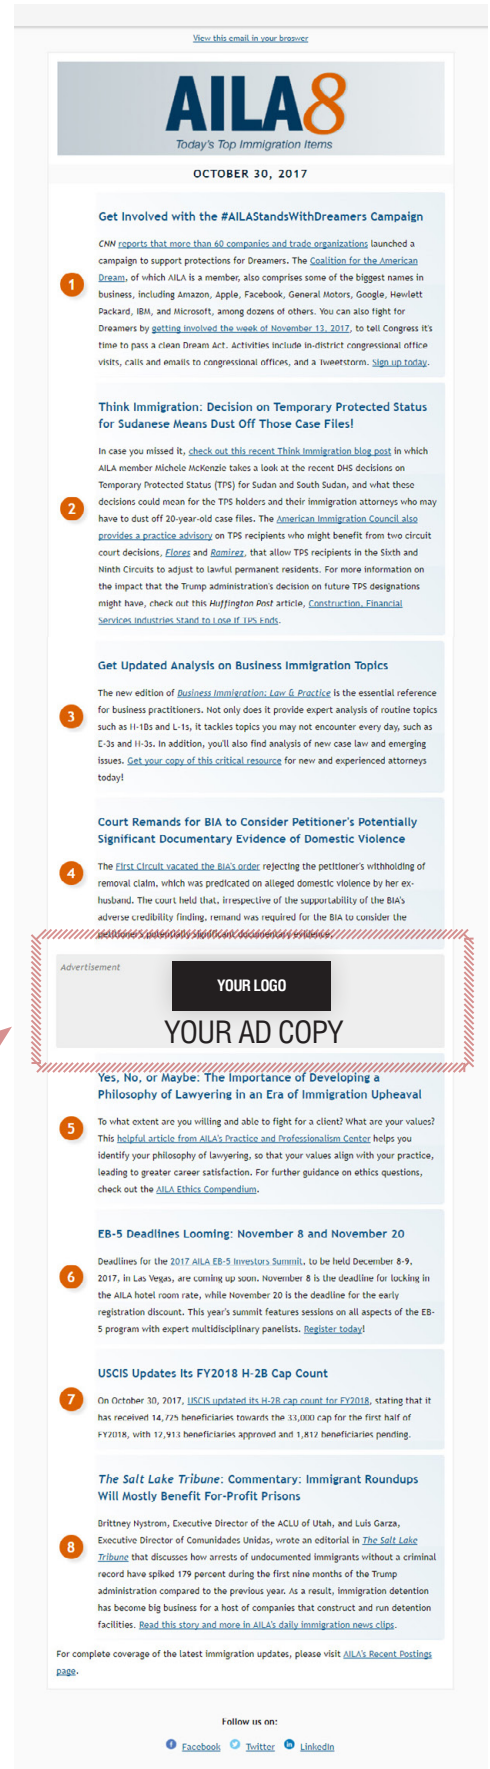 View this email in your broswer
AILA8
Today's Top Immigration Items
OCTOBER 30, 2017
Get Involved with the #AILAStandsWithDreamers Campaign
CNN reports that more than 60 companies and trade organizations launched a
campaign to support protections for Dreamers. The Coalition for the American
1
Dream, of which AILA is a member, also comprises some of the biggest names in
business, including Amazon, Apple, Facebook, General Motors, Google, Hewlett
Packard, IBM, and Microsoft, among dozens of others. You can also fight for
Dreamers by getting involved the week of November 13, 2017, to tell Congress it's
time to pass a clean Dream Act. Activities include in-district congressional office
visits, calls and emails to congressional offices, and a Tweetstorm. Sign up today.
Think Immigration: Decision on Temporary Protected Status
for Sudanese Means Dust Off Those Case Files!
In case you missed it, check out this recent Think Immigration blog post in which
AILA member Michele McKenzie takes a look at the recent DHS decisions on
Temporary Protected Status (TPS) for Sudan and South Sudan, and what these
2
decisions could mean for the TPS holders and their immigration attorneys who may
have to dust off 20-year-old case files. The American Immigration Council also
provides a practice advisory on TPS recipients who might benefit from two circuit
court decisions, Flores and Ramirez, that allow TPS recipients in the Sixth and
Ninth Circuits to adjust to lawful permanent residents. For more information on
the impact that the Trump administration's decision on future TPS designations
might have, check out this Huffington Post article, Construction, Financial
Services Industries Stand to Lose If TPS Ends.
Get Updated Analysis on Business Immigration Topics
The new edition of Business Immigration: Law & Practice is the essential reference
3
for business practitioners. Not only does it provide expert analysis of routine topics
such as H-1Bs and L-1s, it tackles topics you may not encounter every day, such as
E-3s and H-3s. In addition, you'll also find analysis of new case law and emerging
issues. Get your copy of this critical resource for new and experienced attorneys
today!
Court Remands for BIA to Consider Petitioner's Potentially
Significant Documentary Evidence of Domestic Violence
4
The First Circuit vacated the BIA's order rejecting the petitioner's withholding of
removal claim, which was predicated on alleged domestic violence by her ex-
husband. The court held that, irrespective of the supportability of the BIA's
adverse credibility finding, remand was required for the BIA to consider the
petitioner's potentially significant documentary evidence.
Advertisement
YOUR LOGO
YOUR AD COPY
Yes, No, or Maybe: The Importance of Developing a
Philosophy of Lawyering in an Era of Immigration Upheaval
5
To what extent are you willing and able to fight for a client? What are your values?
This helpful article from AILA's Practice and Professionalism Center helps you
identify your philosophy of lawyering, so that your values align with your practice,
leading to greater career satisfaction. For further guidance on ethics questions,
check out the AILA Ethics Compendium.
EB-5 Deadlines Looming: November 8 and November 20
Deadlines for the 2017 AILA EB-5 Investors Summit, to be held December 8-9,
6
2017, in Las Vegas, are coming up soon. November 8 is the deadline for locking in
the AILA hotel room rate, while November 20 is the deadline for the early
registration discount. This year's summit features sessions on all aspects of the EB-
5 program with expert multidisciplinary panelists. Register today!
USCIS Updates Its FY2018 H-2B Cap Count
7
On October 30, 2017, USCIS updated its H-2B cap count for FY2018, stating that it
has received 14,725 beneficiaries towards the 33,000 cap for the first half of
FY2018, with 12,913 beneficiaries approved and 1,812 beneficiaries pending.
The Salt Lake Tribune: Commentary: Immigrant Roundups
Will Mostly Benefit For-Profit Prisons
Brittney Nystrom, Executive Director of the ACLU of Utah, and Luis Garza,
8
Executive Director of Comunidades Unidas, wrote an editorial in The Salt Lake
Tribune that discusses how arrests of undocumented immigrants without a criminal
record have spiked 179 percent during the first nine months of the Trump
administration compared to the previous year. As a result, immigration detention
has become big business for a host of companies that construct and run detention
facilities. Read this story and more in AILA's daily immigration news clips.
For complete coverage of the latest immigration updates, please visit AILA's Recent Postings
page.
Follow us on:
Facebook Twitter LinkedIn